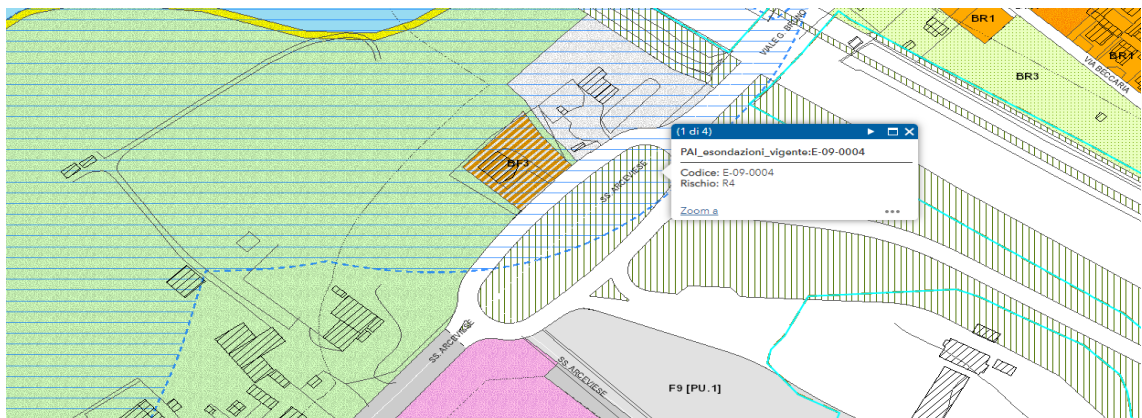 BR1
VIALE G. BRUNO
BR1
BR3
VIA BECCARIA
(1 di 4)
PAI_esondazioni_vigente:E-09-0004
Codice: E-09-0004
Rischio: R4
Zoom a
BF3
SS. ARCEVIESE
SS. ARCEVIESE
SS. ARCEVIESE
F9 [PU.1]